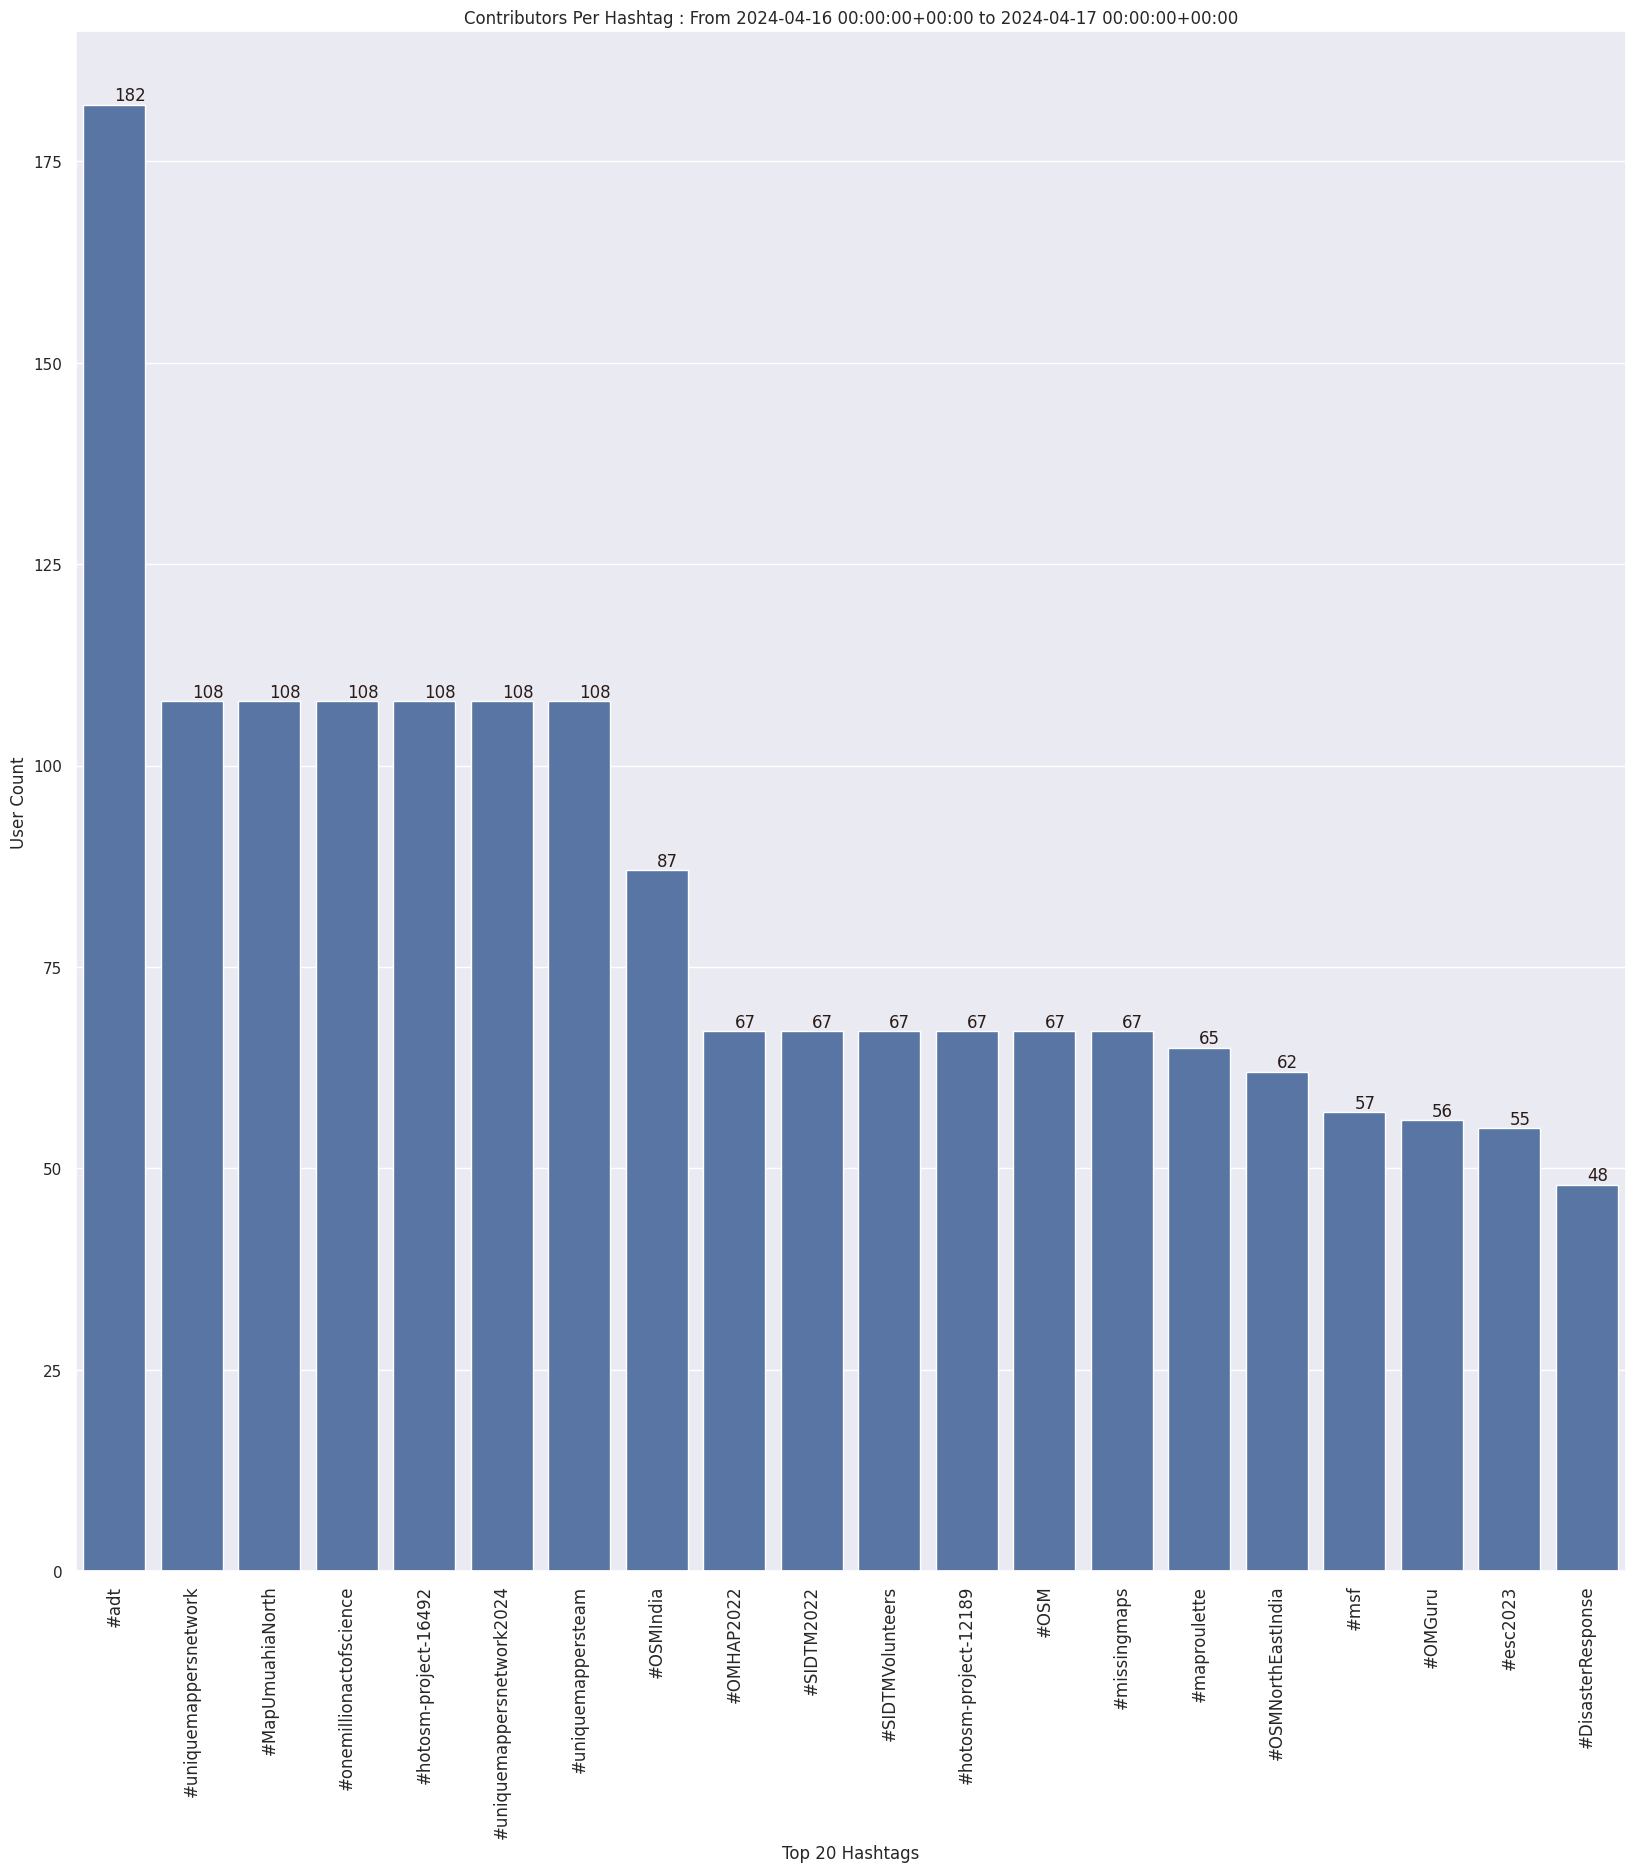 Contributors Per Hashtag : From 2024-04-16 00:00:00+00:00 to 2024-04-17 00:00:00+00:00
User Count
175
150
125
100
75
50
25
0
182
108
108
108
108
108
108
87
67
67
67
67
67
67
65
62
57
56
55
48
#adt
#uniquemappersnetwork
#MapUmuahiaNorth
#onemillionactofscience
#hotosm-project-16492
#uniquemappersnetwork2024
#uniquemappersteam
#OSMIndia
#OMHAP2022
#SIDTM2022
#SIDTMVolunteers
#hotosm-project-12189
#OSM
#missingmaps
#maproulette
#OSMNorthEastIndia
#msf
#OMGuru
#esc2023
#DisasterResponse
Top 20 Hashtags